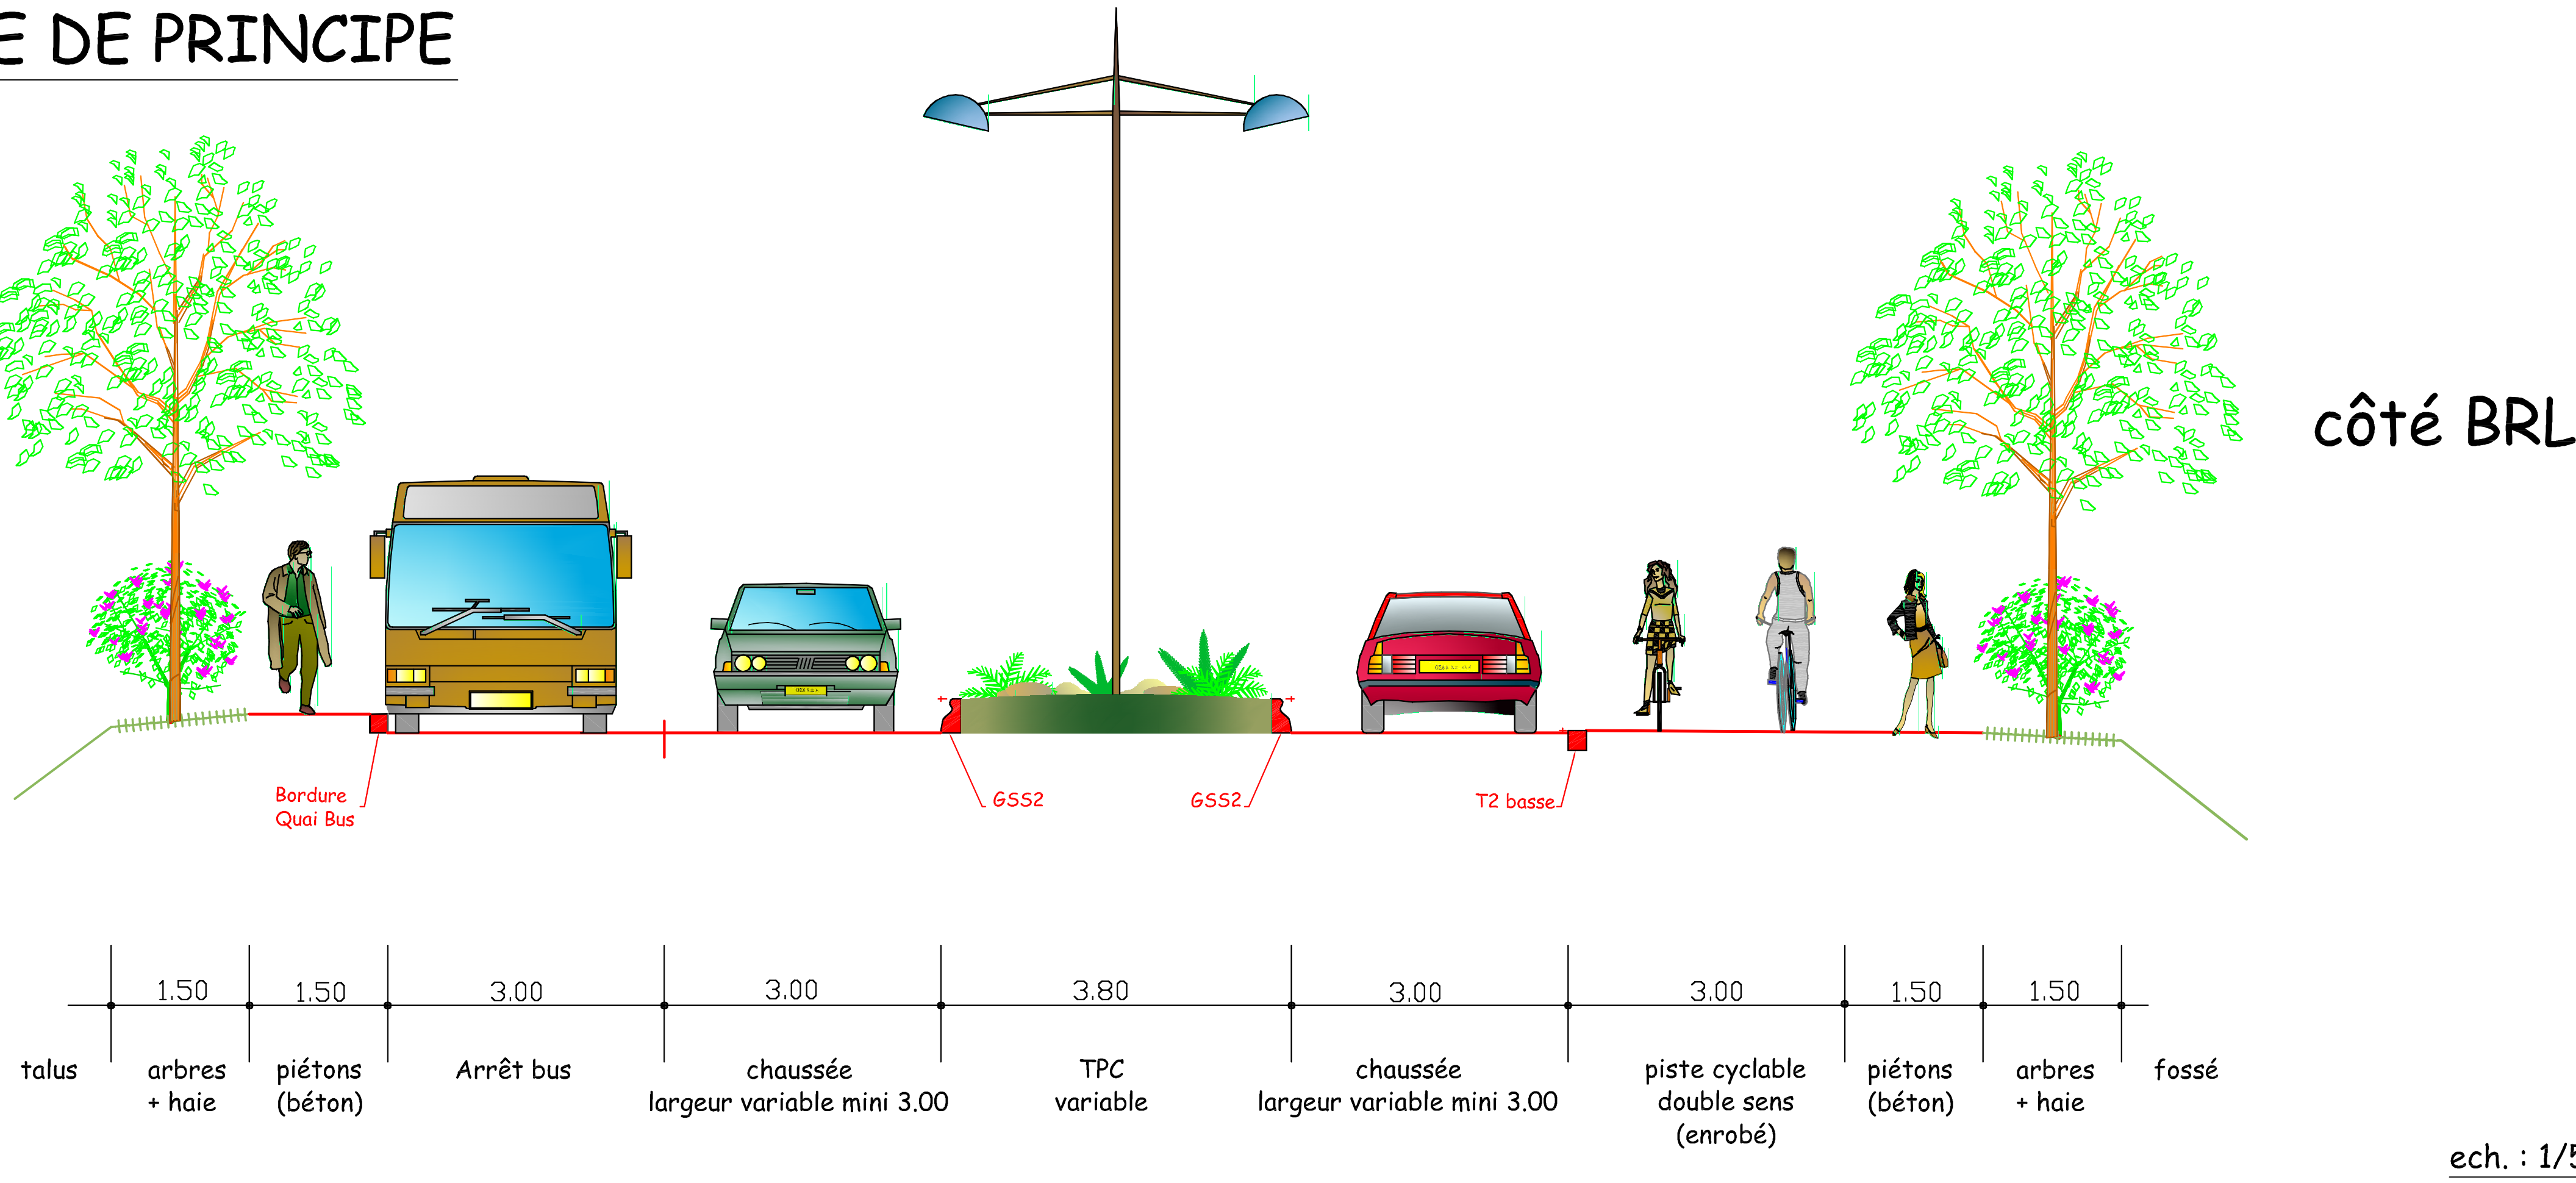 E DE PRINCIPE
côté BRL
Bordure
Quai Bus
GSS2
GSS2
T2 basse
1.50
1.50
3.00
3.00
3.80
3.00
3.00
1.50
1.50
talus
arbres
+ haie
piétons
(béton)
Arrêt bus
chaussée
largeur variable mini 3.00
TPC
variable
chaussée
largeur variable mini 3.00
piste cyclable
double sens
(enrobé)
piétons
(béton)
arbres
+ haie
fossé
ech. : 1/5